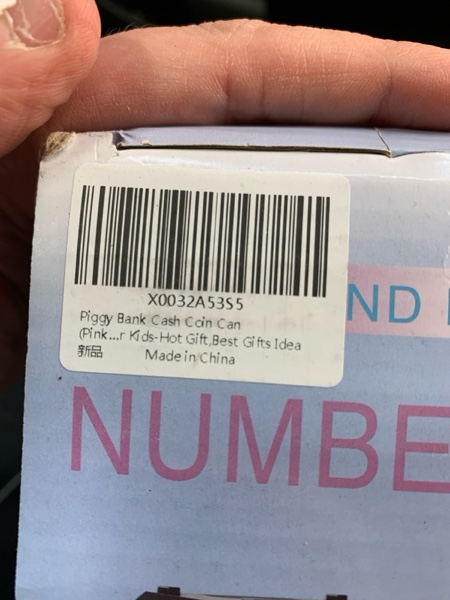 X0032A53S5
Piggy Bank Cash Coin Can
(Pink...r Kids-Hot Gift,Best Gifts Idea
新品 Made in China
ND
NUMBE